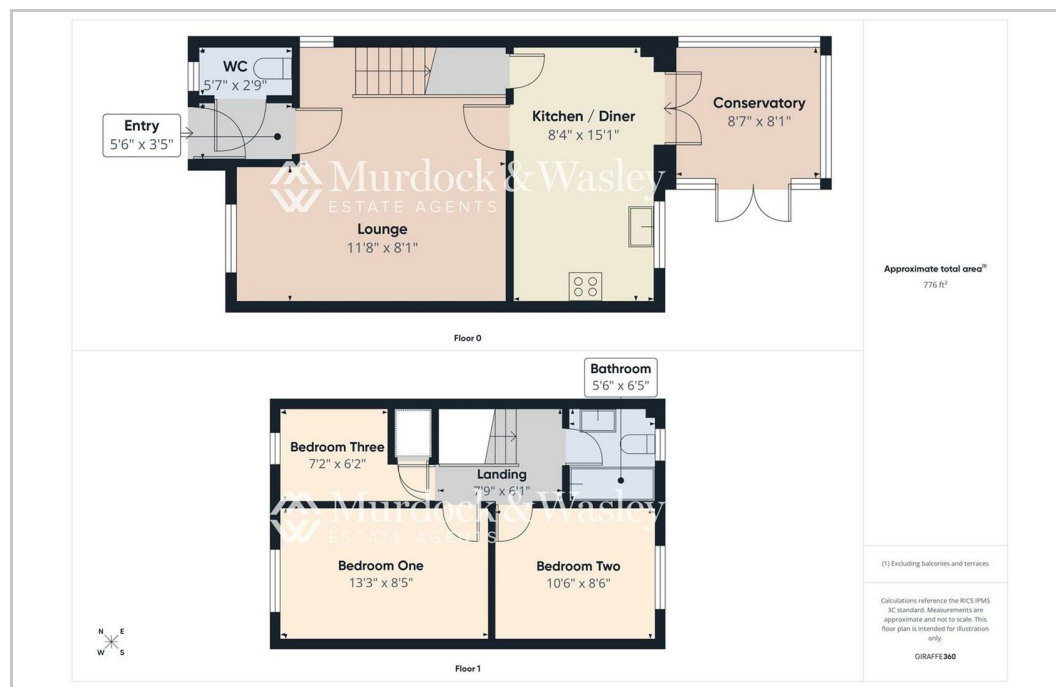 WC
5'7" x 2'9"
Entry
5'6" x 3'5"
Kitchen / Diner
8'4" x 15'1"
Conservatory
8'7" x 8'1"
Murdock & Wasley
ESTATE AGENTS
Lounge
11'8" x 8'1"
Floor 0
Approximate total area(1)
776 ft²
Bathroom
5'6" x 6'5"
Bedroom Three
7'2" x 6'2"
Landing
7'9" x 6'1"
Murdock & Wasley
ESTATE AGENTS
Bedroom One
13'3" x 8'5"
Bedroom Two
10'6" x 8'6"
N E
W S
Floor 1
(1) Excluding balconies and terraces
Calculations reference the RICS IPMS
3C standard. Measurements are
approximate and not to scale. This
floor plan is intended for illustration
only.
GIRAFFE360